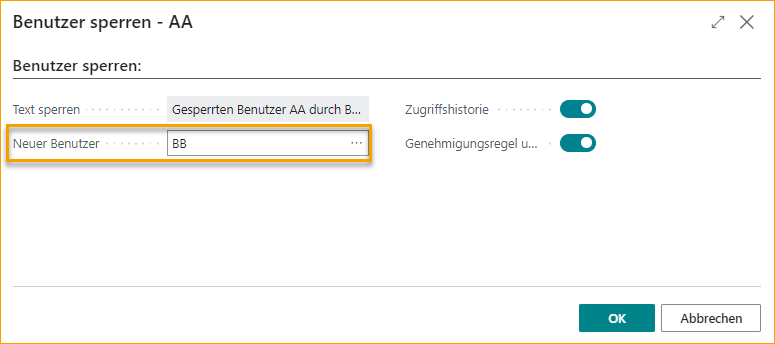 Benutzer sperren - AA
Benutzer sperren:
Text sperren Gesperrten Benutzer AA durch B... Zugriffshistorie
Neuer Benutzer BB ... Genehmigungsregel u...
OK Abbrechen